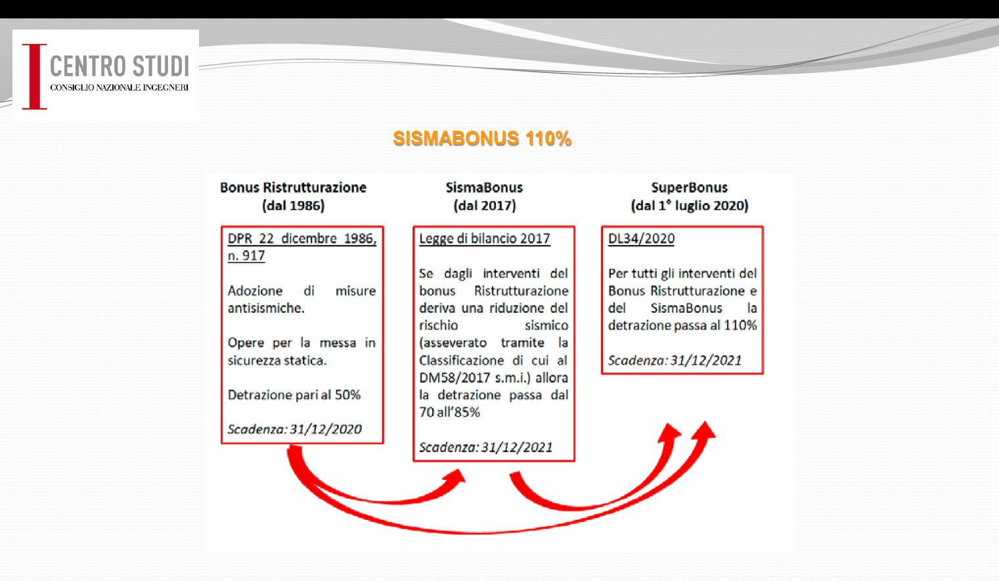 CENTRO STUDI
CONSIGLIO NAZIONALE INGEGNERI
SISMABONUS 110%
Bonus Ristrutturazione
(dal 1986)
DPR 22 dicembre 1986,
n. 917
Adozione di misure
antisismiche.
Opere per la messa in
sicurezza statica.
Detrazione pari al 50%
Scadenza: 31/12/2020
SismaBonus
(dal 2017)
Legge di bilancio 2017
Se dagli interventi del
bonus Ristrutturazione
deriva una riduzione del
rischio sismico
(asseverato tramite la
Classificazione di cui al
DM58/2017 s.m.i.) allora
la detrazione passa dal
70 all'85%
Scadenza: 31/12/2021
SuperBonus
(dal 1° luglio 2020)
DL34/2020
Per tutti gli interventi del
Bonus Ristrutturazione e
del SismaBonus la
detrazione passa al 110%
Scadenza: 31/12/2021